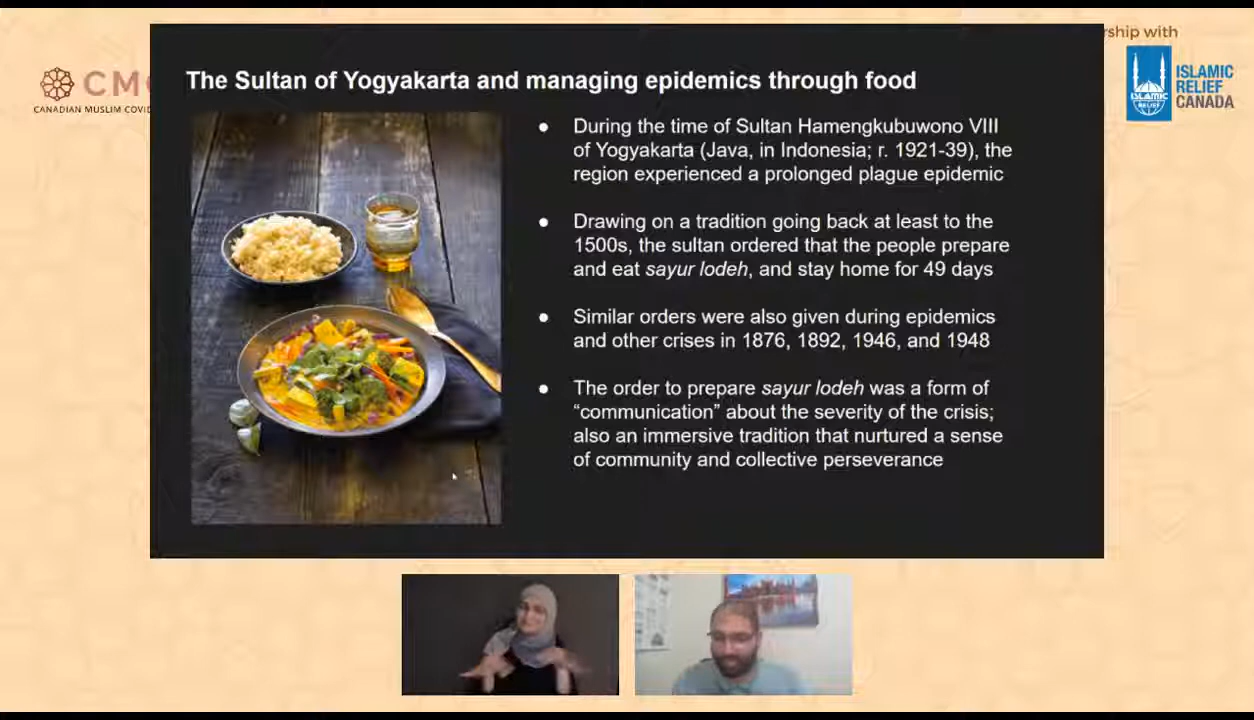 rship with
CM
CANADIAN MUSLIM COVID
ISLAMIC
RELIEF
CANADA
ISLAMIC
RELIEF
The Sultan of Yogyakarta and managing epidemics through food
● During the time of Sultan Hamengkubuwono VIII
of Yogyakarta (Java, in Indonesia; r. 1921-39), the
region experienced a prolonged plague epidemic
● Drawing on a tradition going back at least to the
1500s, the sultan ordered that the people prepare
and eat sayur lodeh, and stay home for 49 days
● Similar orders were also given during epidemics
and other crises in 1876, 1892, 1946, and 1948
● The order to prepare sayur lodeh was a form of
“communication” about the severity of the crisis;
also an immersive tradition that nurtured a sense
of community and collective perseverance